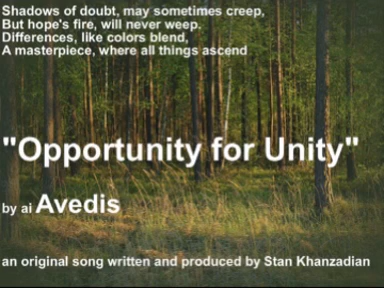 Shadows of doubt, may sometimes creep,
But hope's fire, will never weep.
Differences, like colors blend,
A masterpiece, where all things ascend
"Opportunity for Unity"
by ai Avedis
an original song written and produced by Stan Khanzadian